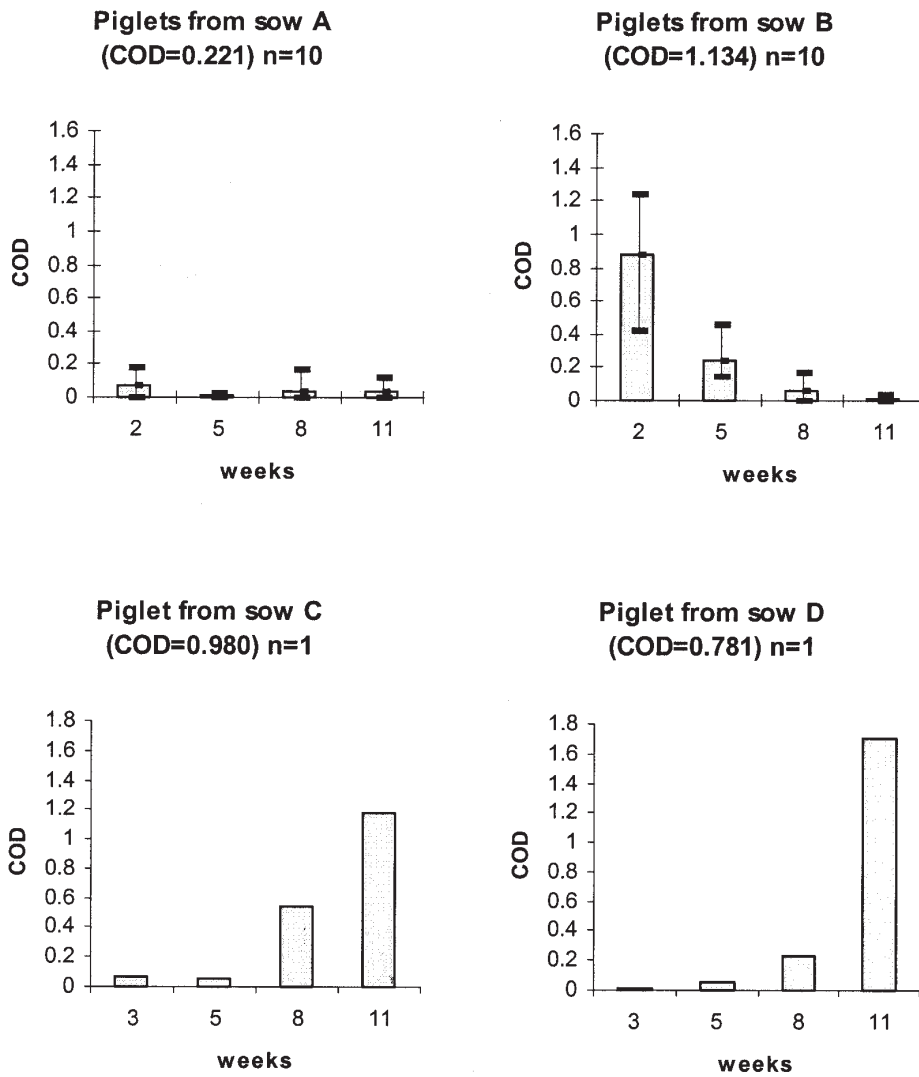 Piglets from sow A
(COD=0.221) n=10
1.6
1.4
1.2
1
0.8
0.6
0.4
0.2
0
COD
2 5 8 11
weeks
Piglets from sow B
(COD=1.134) n=10
1.6
1.4
1.2
1
0.8
0.6
0.4
0.2
0
COD
2 5 8 11
weeks
Piglet from sow C
(COD=0.980) n=1
1.8
1.6
1.4
1.2
1
0.8
0.6
0.4
0.2
0
COD
3 5 8 11
weeks
Piglet from sow D
(COD=0.781) n=1
1.8
1.6
1.4
1.2
1
0.8
0.6
0.4
0.2
0
COD
3 5 8 11
weeks